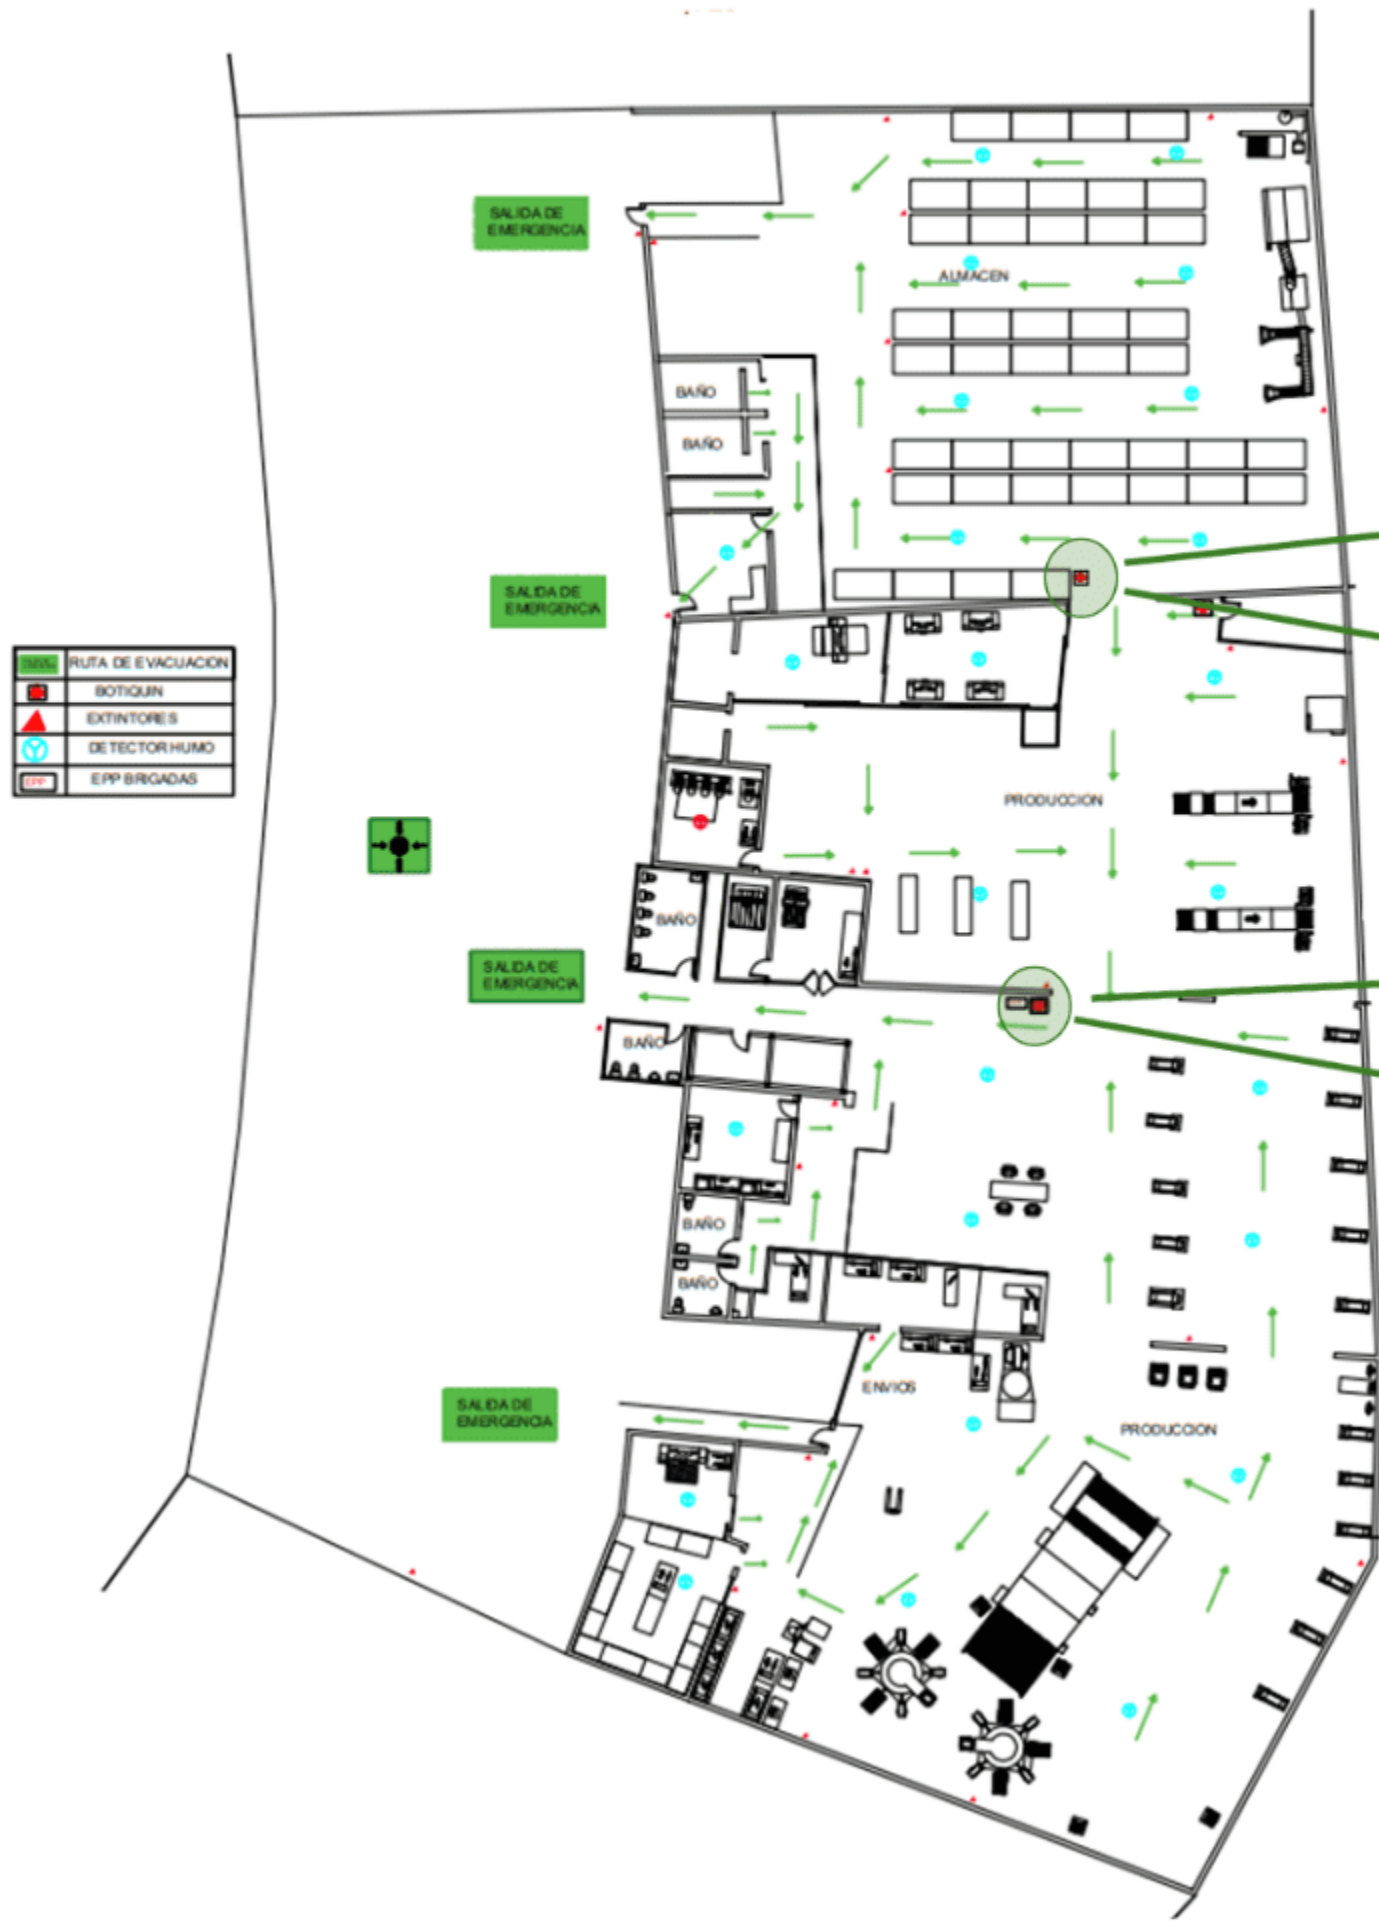 SALIDA DE
EMERGENCIA
ALMACEN
BAÑO
BAÑO
SALIDA DE
EMERGENCIA
RUTA DE EVACUACION
BOTIQUIN
EXTINTORES
DETECTOR HUMO
EPP
EPP BRIGADAS
PRODUCCION
BAÑO
SALIDA DE
EMERGENCIA
BAÑO
BAÑO
BAÑO
ENVIOS
SALIDA DE
EMERGENCIA
PRODUCCION